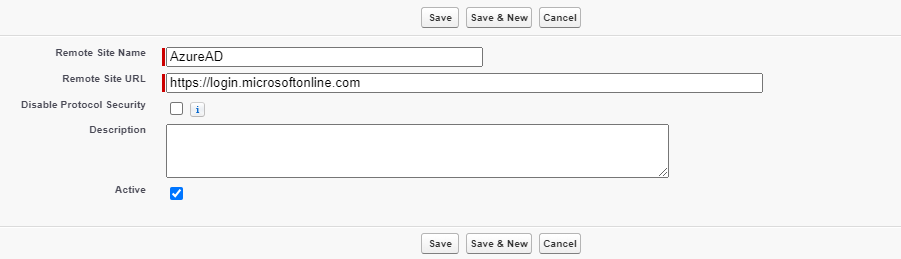 Save Save & New Cancel
Remote Site Name AzureAD
Remote Site URL https://login.microsoftonline.com
Disable Protocol Security i
Description
Active
Save Save & New Cancel